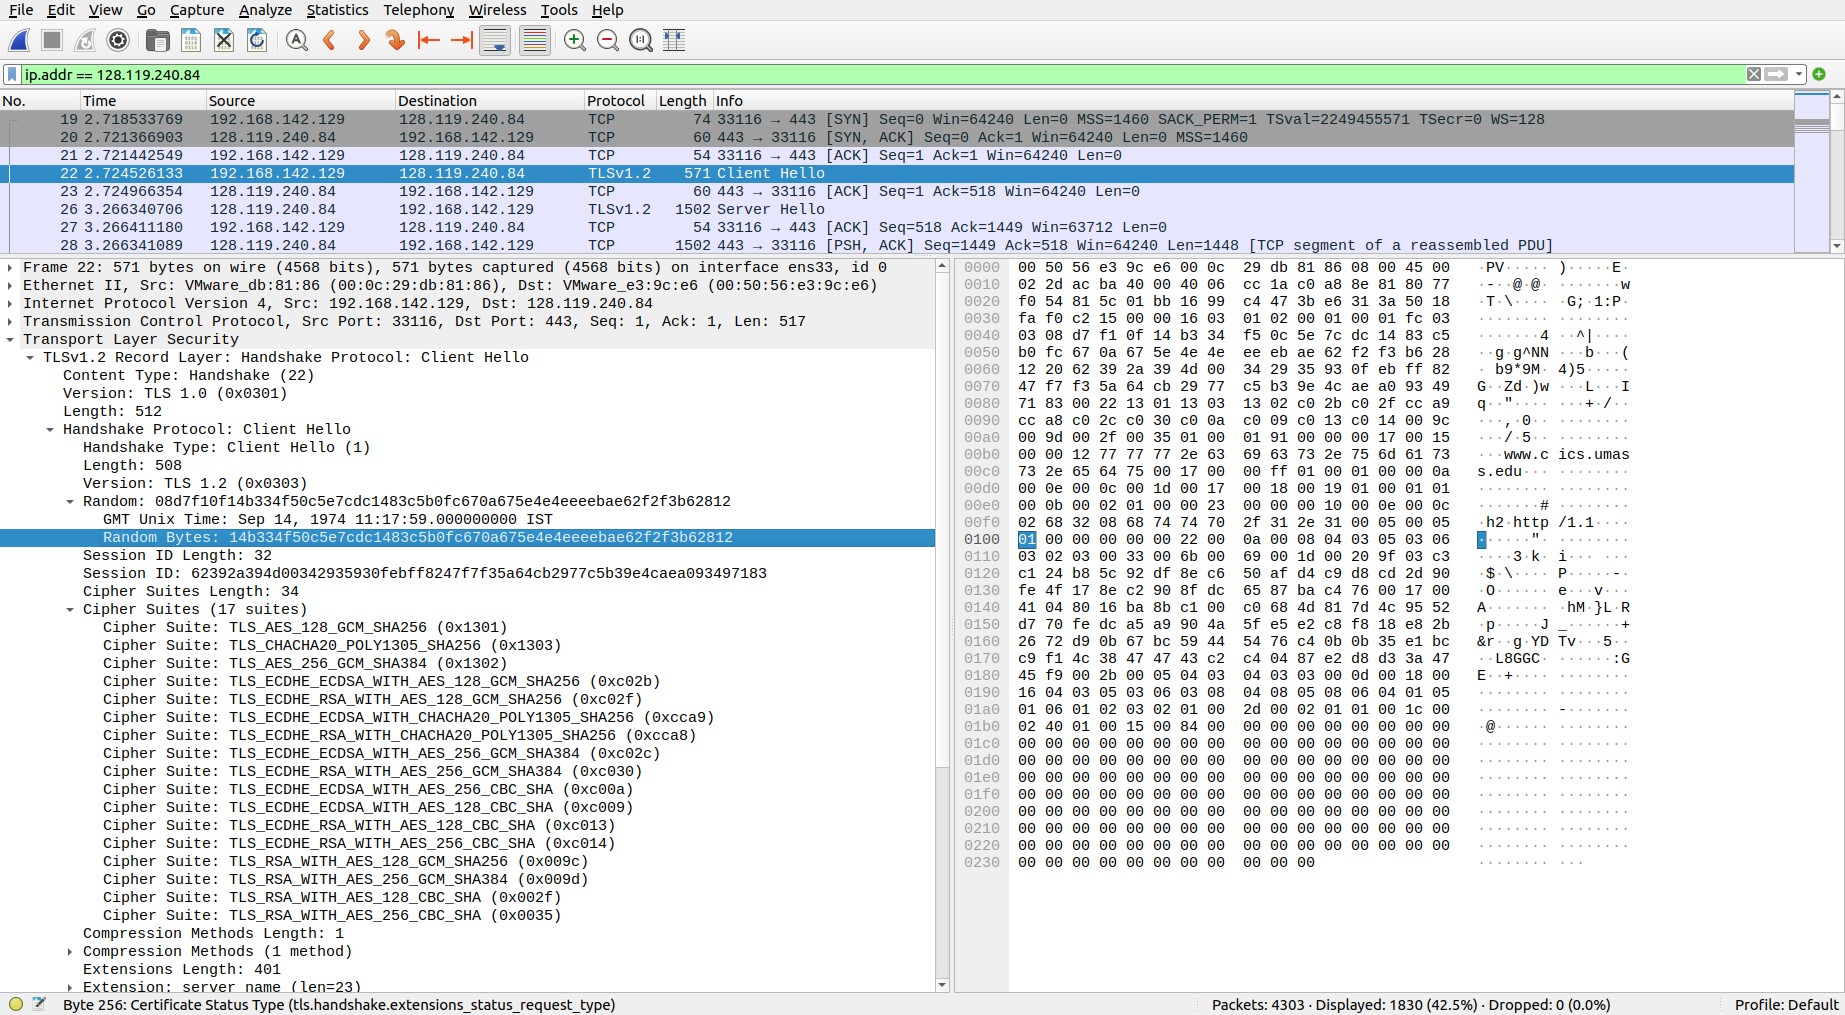 File Edit View Go Capture Analyze Statistics Telephony Wireless Tools Help
ip.addr == 128.119.240.84
No. Time Source Destination Protocol Length Info
19 2.718533769 192.168.142.129 128.119.240.84 TCP 74 33116 → 443 [SYN] Seq=0 Win=64240 Len=0 MSS=1460 SACK_PERM=1 TSval=2249455571 TSecr=0 WS=128
20 2.721366903 128.119.240.84 192.168.142.129 TCP 60 443 → 33116 [SYN, ACK] Seq=0 Ack=1 Win=64240 Len=0 MSS=1460
21 2.721442549 192.168.142.129 128.119.240.84 TCP 54 33116 → 443 [ACK] Seq=1 Ack=1 Win=64240 Len=0
22 2.724526133 192.168.142.129 128.119.240.84 TLSv1.2 571 Client Hello
23 2.724966354 128.119.240.84 192.168.142.129 TCP 60 443 → 33116 [ACK] Seq=1 Ack=518 Win=64240 Len=0
26 3.266340706 128.119.240.84 192.168.142.129 TLSv1.2 1502 Server Hello
27 3.266411180 192.168.142.129 128.119.240.84 TCP 54 33116 → 443 [ACK] Seq=518 Ack=1449 Win=63712 Len=0
28 3.266341089 128.119.240.84 192.168.142.129 TCP 1502 443 → 33116 [PSH, ACK] Seq=1449 Ack=518 Win=64240 Len=1448 [TCP segment of a reassembled PDU]
Frame 22: 571 bytes on wire (4568 bits), 571 bytes captured (4568 bits) on interface ens33, id 0
Ethernet II, Src: VMware_db:81:86 (00:0c:29:db:81:86), Dst: VMware_e3:9c:e6 (00:50:56:e3:9c:e6)
Internet Protocol Version 4, Src: 192.168.142.129, Dst: 128.119.240.84
Transmission Control Protocol, Src Port: 33116, Dst Port: 443, Seq: 1, Ack: 1, Len: 517
Transport Layer Security
TLSv1.2 Record Layer: Handshake Protocol: Client Hello
Content Type: Handshake (22)
Version: TLS 1.0 (0x0301)
Length: 512
Handshake Protocol: Client Hello
Handshake Type: Client Hello (1)
Length: 508
Version: TLS 1.2 (0x0303)
Random: 08d7f10f14b334f50c5e7cdc1483c5b0fc670a675e4e4eeeebae62f2f3b62812
GMT Unix Time: Sep 14, 1974 11:17:59.000000000 IST
Random Bytes: 14b334f50c5e7cdc1483c5b0fc670a675e4e4eeeebae62f2f3b62812
Session ID Length: 32
Session ID: 62392a394d00342935930febff8247f7f35a64cb2977c5b39e4caea093497183
Cipher Suites Length: 34
Cipher Suites (17 suites)
Cipher Suite: TLS_AES_128_GCM_SHA256 (0x1301)
Cipher Suite: TLS_CHACHA20_POLY1305_SHA256 (0x1303)
Cipher Suite: TLS_AES_256_GCM_SHA384 (0x1302)
Cipher Suite: TLS_ECDHE_ECDSA_WITH_AES_128_GCM_SHA256 (0xc02b)
Cipher Suite: TLS_ECDHE_RSA_WITH_AES_128_GCM_SHA256 (0xc02f)
Cipher Suite: TLS_ECDHE_ECDSA_WITH_CHACHA20_POLY1305_SHA256 (0xcca9)
Cipher Suite: TLS_ECDHE_RSA_WITH_CHACHA20_POLY1305_SHA256 (0xcca8)
Cipher Suite: TLS_ECDHE_ECDSA_WITH_AES_256_GCM_SHA384 (0xc02c)
Cipher Suite: TLS_ECDHE_RSA_WITH_AES_256_GCM_SHA384 (0xc030)
Cipher Suite: TLS_ECDHE_ECDSA_WITH_AES_256_CBC_SHA (0xc00a)
Cipher Suite: TLS_ECDHE_ECDSA_WITH_AES_128_CBC_SHA (0xc009)
Cipher Suite: TLS_ECDHE_RSA_WITH_AES_128_CBC_SHA (0xc013)
Cipher Suite: TLS_ECDHE_RSA_WITH_AES_256_CBC_SHA (0xc014)
Cipher Suite: TLS_RSA_WITH_AES_128_GCM_SHA256 (0x009c)
Cipher Suite: TLS_RSA_WITH_AES_256_GCM_SHA384 (0x009d)
Cipher Suite: TLS_RSA_WITH_AES_128_CBC_SHA (0x002f)
Cipher Suite: TLS_RSA_WITH_AES_256_CBC_SHA (0x0035)
Compression Methods Length: 1
Compression Methods (1 method)
Extensions Length: 401
Extension: server name (len=23)
0000 00 50 56 e3 9c e6 00 0c 29 db 81 86 08 00 45 00 ·PV····· )·····E·
0010 02 2d ac ba 40 00 40 06 cc 1a c0 a8 8e 81 80 77 ·-··@·@· ·······w
0020 f0 54 81 5c 01 bb 16 99 c4 47 3b e6 31 3a 50 18 ·T·\···· ·G;·1:P·
0030 fa f0 c2 15 00 00 16 03 01 02 00 01 00 01 fc 03 ········ ········
0040 03 08 d7 f1 0f 14 b3 34 f5 0c 5e 7c dc 14 83 c5 ·······4 ··^|····
0050 b0 fc 67 0a 67 5e 4e 4e ee eb ae 62 f2 f3 b6 28 ··g·g^NN ···b···(
0060 12 20 62 39 2a 39 4d 00 34 29 35 93 0f eb ff 82 · b9*9M· 4)5·····
0070 47 f7 f3 5a 64 cb 29 77 c5 b3 9e 4c ae a0 93 49 G··Zd·)w ···L···I
0080 71 83 00 22 13 01 13 03 13 02 c0 2b c0 2f cc a9 q··"···· ···+·/··
0090 cc a8 c0 2c c0 30 c0 0a c0 09 c0 13 c0 14 00 9c ···,·0·· ········
00a0 00 9d 00 2f 00 35 01 00 01 91 00 00 00 17 00 15 ···/·5·· ········
00b0 00 00 12 77 77 77 2e 63 69 63 73 2e 75 6d 61 73 ···www.c ics.umas
00c0 73 2e 65 64 75 00 17 00 00 ff 01 00 01 00 00 0a s.edu··· ········
00d0 00 0e 00 0c 00 1d 00 17 00 18 00 19 01 00 01 01 ········ ········
00e0 00 0b 00 02 01 00 00 23 00 00 00 10 00 0e 00 0c ·······# ········
00f0 02 68 32 08 68 74 74 70 2f 31 2e 31 00 05 00 05 ·h2·http /1.1····
0100 01 00 00 00 00 00 22 00 0a 00 08 04 03 05 03 06 ······"· ········
0110 03 02 03 00 33 00 6b 00 69 00 1d 00 20 9f 03 c3 ····3·k· i··· ···
0120 c1 24 b8 5c 92 df 8e c6 50 af d4 c9 d8 cd 2d 90 ·$·\···· P·····-·
0130 fe 4f 17 8e c2 90 8f dc 65 87 ba c4 76 00 17 00 ·O······ e···v···
0140 41 04 80 16 ba 8b c1 00 c0 68 4d 81 7d 4c 95 52 A······· ·hM·}L·R
0150 d7 70 fe dc a5 a9 90 4a 5f e5 e2 c8 f8 18 e8 2b ·p·····J _······+
0160 26 72 d9 0b 67 bc 59 44 54 76 c4 0b 0b 35 e1 bc &r··g·YD Tv···5··
0170 c9 f1 4c 38 47 47 43 c2 c4 04 87 e2 d8 d3 3a 47 ··L8GGC· ······:G
0180 45 f9 00 2b 00 05 04 03 04 03 03 00 0d 00 18 00 E··+···· ········
0190 16 04 03 05 03 06 03 08 04 08 05 08 06 04 01 05 ········ ········
01a0 01 06 01 02 03 02 01 00 2d 00 02 01 01 00 1c 00 ········ -·······
01b0 02 40 01 00 15 00 84 00 00 00 00 00 00 00 00 00 ·@······ ········
01c0 00 00 00 00 00 00 00 00 00 00 00 00 00 00 00 00 ········ ········
01d0 00 00 00 00 00 00 00 00 00 00 00 00 00 00 00 00 ········ ········
01e0 00 00 00 00 00 00 00 00 00 00 00 00 00 00 00 00 ········ ········
01f0 00 00 00 00 00 00 00 00 00 00 00 00 00 00 00 00 ········ ········
0200 00 00 00 00 00 00 00 00 00 00 00 00 00 00 00 00 ········ ········
0210 00 00 00 00 00 00 00 00 00 00 00 00 00 00 00 00 ········ ········
0220 00 00 00 00 00 00 00 00 00 00 00 00 00 00 00 00 ········ ········
0230 00 00 00 00 00 00 00 00 00 00 00 ········ ···
Byte 256: Certificate Status Type (tls.handshake.extensions_status_request_type) Packets: 4303 · Displayed: 1830 (42.5%) · Dropped: 0 (0.0%) Profile: Default